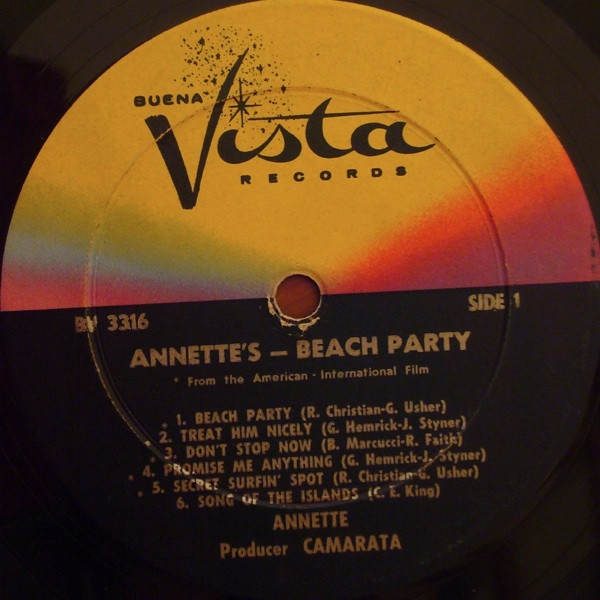 BUENA
Vista
RECORDS
BV 3316
SIDE 1
ANNETTE'S – BEACH PARTY
* From the American - International Film
* 1. BEACH PARTY (R. Christian-G. Usher)
* 2. TREAT HIM NICELY (G. Hemrick-J. Styner)
* 3. DON'T STOP NOW (B. Marcucci-R. Faith)
* 4. PROMISE ME ANYTHING (G. Hemrick-J. Styner)
* 5. SECRET SURFIN' SPOT (R. Christian-G. Usher)
6. SONG OF THE ISLANDS (C. E. King)
ANNETTE
Producer CAMARATA